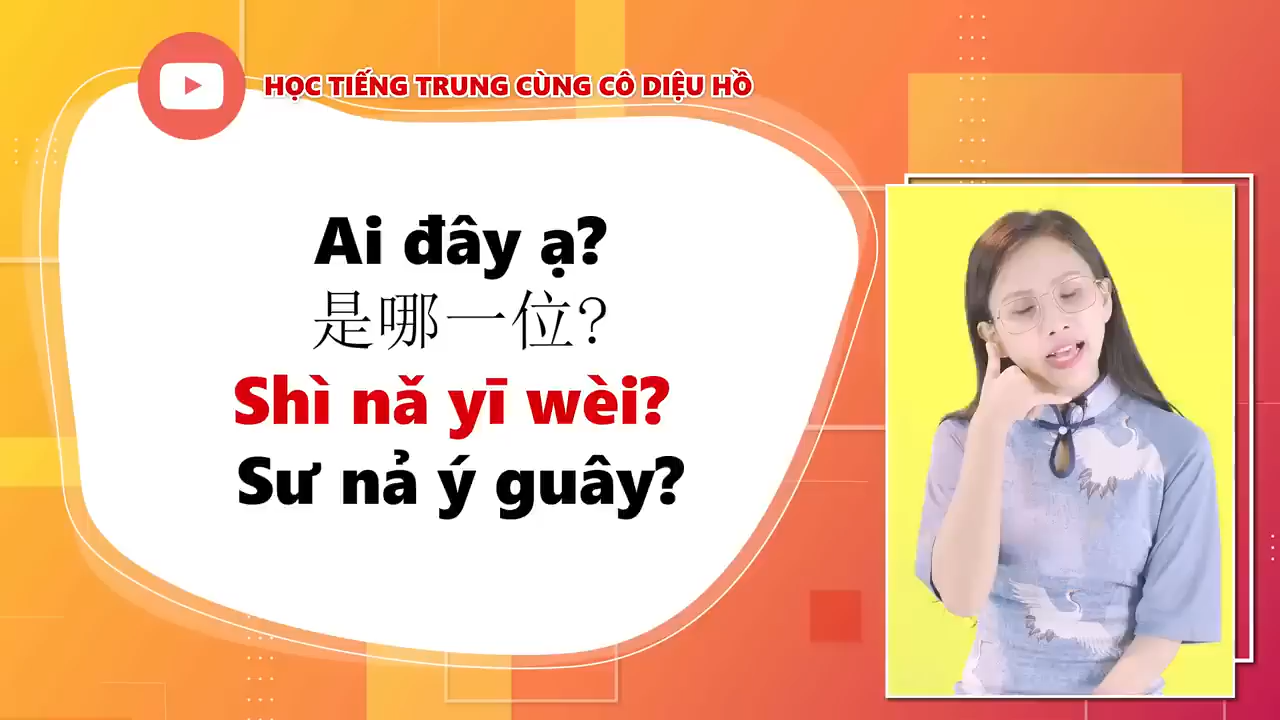 HỌC TIẾNG TRUNG CÙNG CÔ DIỆU HỒ
Ai đây ạ?
是哪一位?
Shì nǎ yī wèi?
Sư nả ý guây?